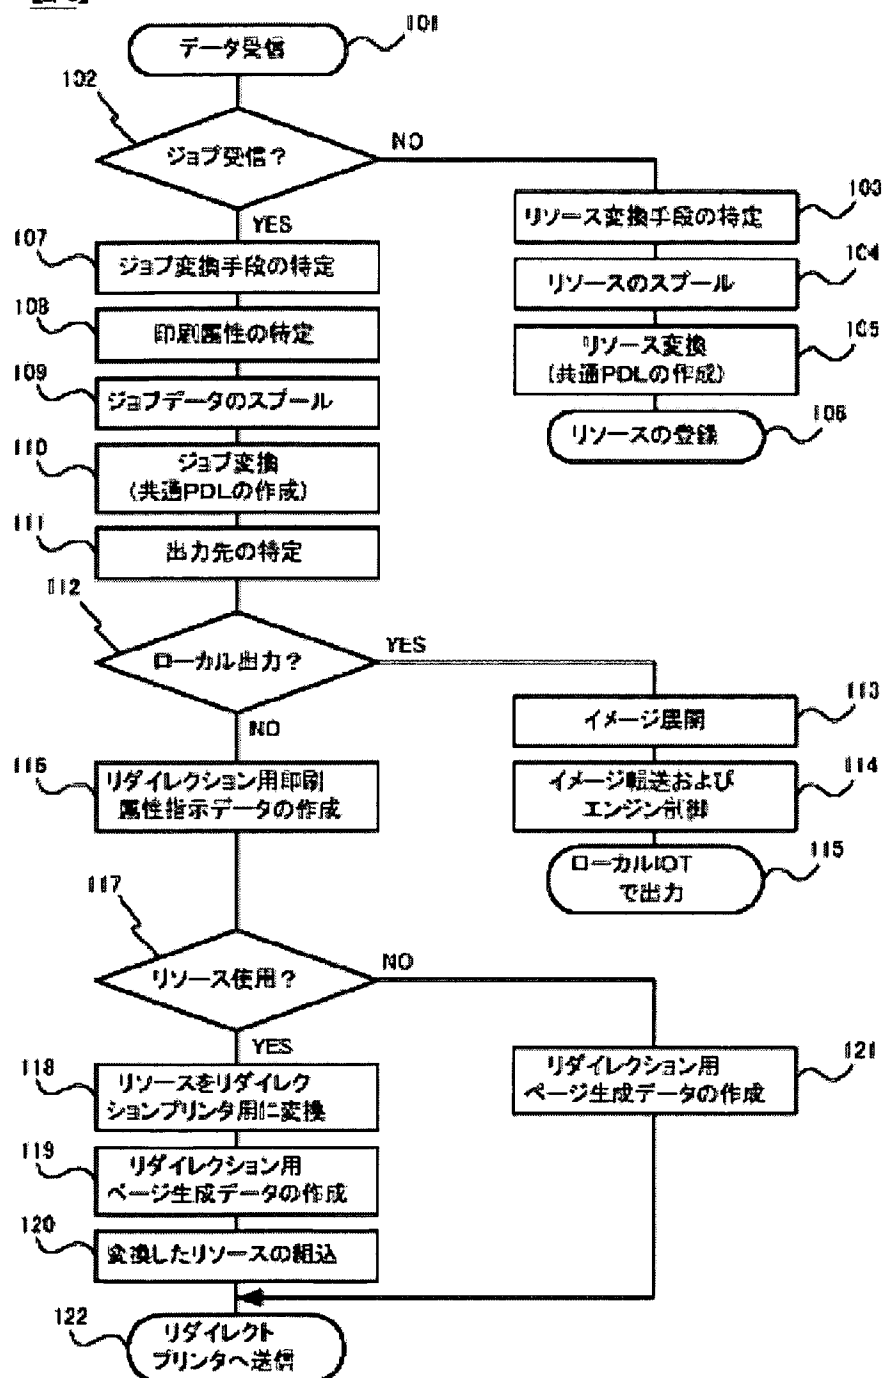 101
データ受信
102
ジョブ受信？
NO
YES
103
リソース変換手段の特定
104
リソースのスプール
105
リソース変換
(共通PDLの作成)
106
リソースの登録
107
ジョブ変換手段の特定
108
印刷属性の特定
109
ジョブデータのスプール
110
ジョブ変換
(共通PDLの作成)
111
出力先の特定
112
ローカル出力？
YES
NO
113
イメージ展開
114
イメージ転送および
エンジン制御
115
ローカルIOT
で出力
116
リダイレクション用印刷
属性指示データの作成
117
リソース使用？
NO
YES
118
リソースをリダイレク
ションプリンタ用に変換
119
リダイレクション用
ページ生成データの作成
120
変換したリソースの組込
121
リダイレクション用
ページ生成データの作成
122
リダイレクト
プリンタへ送信